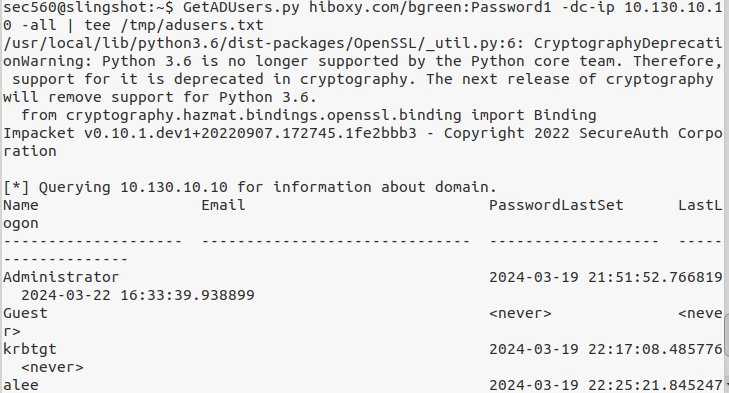 sec560@slingshot:~$ GetADUsers.py hiboxy.com/bgreen:Password1 -dc-ip 10.130.10.1
0 -all | tee /tmp/adusers.txt
/usr/local/lib/python3.6/dist-packages/OpenSSL/_util.py:6: CryptographyDeprecati
onWarning: Python 3.6 is no longer supported by the Python core team. Therefore,
 support for it is deprecated in cryptography. The next release of cryptography
will remove support for Python 3.6.
  from cryptography.hazmat.bindings.openssl.binding import Binding
Impacket v0.10.1.dev1+20220907.172745.1fe2bbb3 - Copyright 2022 SecureAuth Corpo
ration

[*] Querying 10.130.10.10 for information about domain.
Name                  Email                           PasswordLastSet      LastL
ogon
--------------------  ------------------------------  -------------------  -----
--------------
Administrator                                         2024-03-19 21:51:52.766819
  2024-03-22 16:33:39.938899
Guest                                                 <never>              <neve
r>
krbtgt                                                2024-03-19 22:17:08.485776
  <never>
alee                                                  2024-03-19 22:25:21.845247